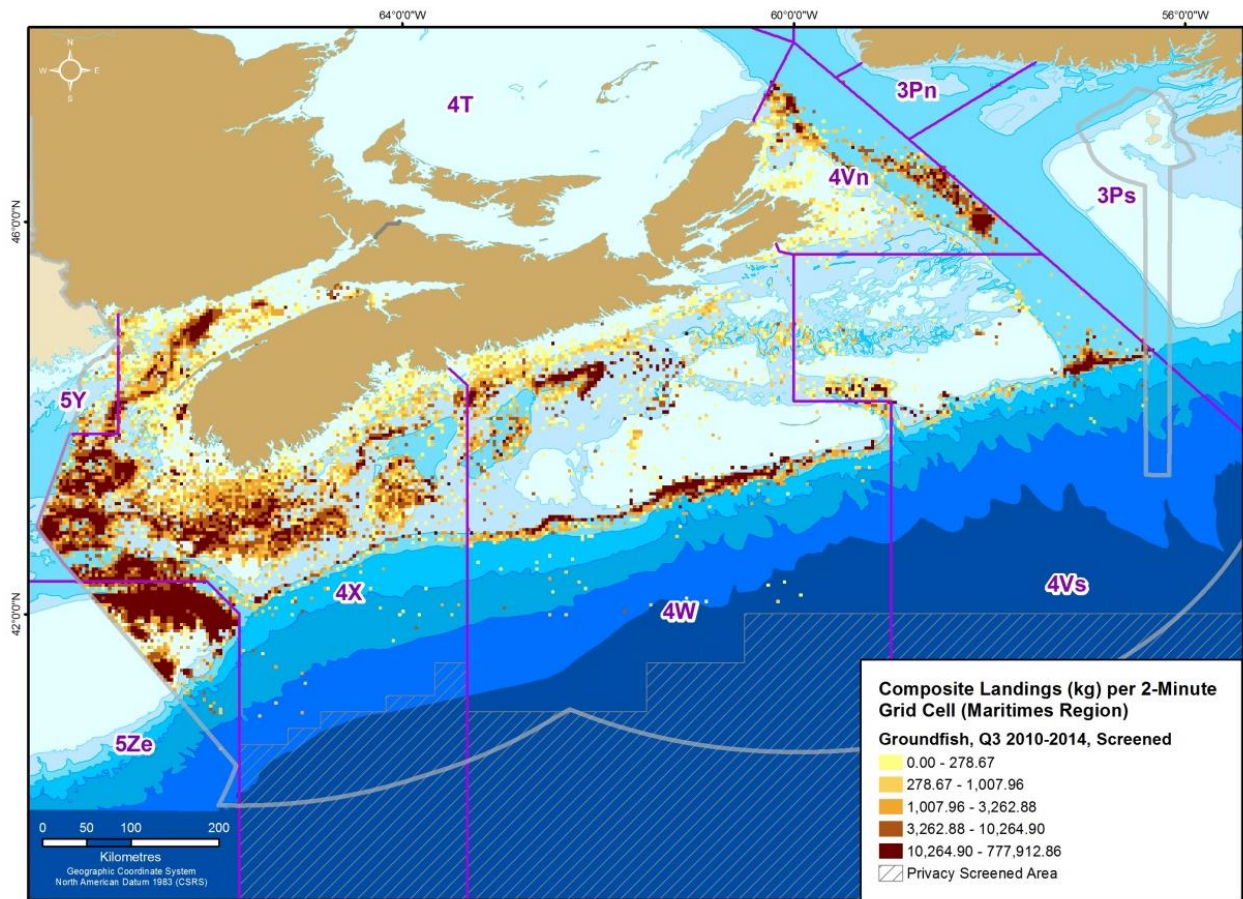 64°0'0"W
60°0'0"W
56°0'0"W
N
W
E
S
4T
3Pn
4Vn
3Ps
46°0'0"N
5Y
42°0'0"N
4X
4W
4Vs
5Ze
Composite Landings (kg) per 2-Minute
Grid Cell (Maritimes Region)
Groundfish, Q3 2010-2014, Screened
0.00 - 278.67
278.67 - 1,007.96
1,007.96 - 3,262.88
3,262.88 - 10,264.90
10,264.90 - 777,912.86
Privacy Screened Area
0 50 100 200
Kilometres
Geographic Coordinate System
North American Datum 1983 (CSRS)